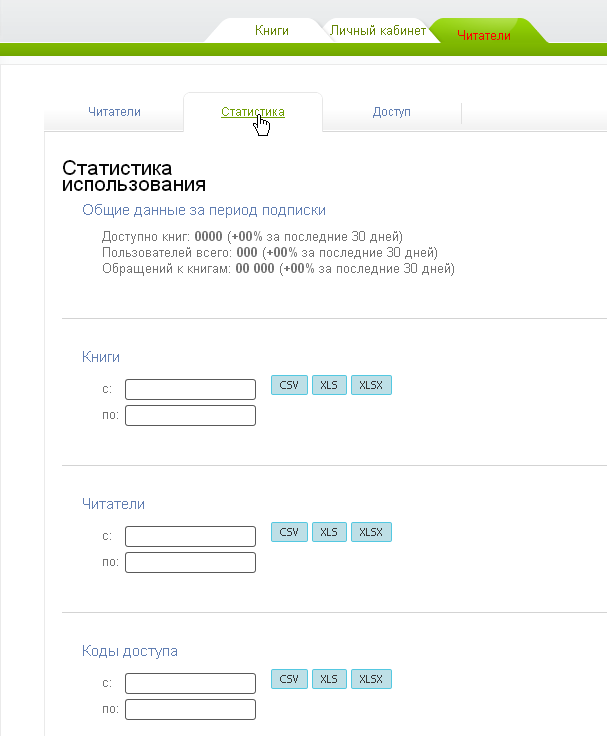 Книги Личный кабинет Читатели
Читатели Статистика Доступ
Статистика
использования
Общие данные за период подписки
Доступно книг: 0000 (+00% за последние 30 дней)
Пользователей всего: 000 (+00% за последние 30 дней)
Обращений к книгам: 00 000 (+00% за последние 30 дней)
Книги
с: CSV XLS XLSX
по:
Читатели
с: CSV XLS XLSX
по:
Коды доступа
с: CSV XLS XLSX
по: